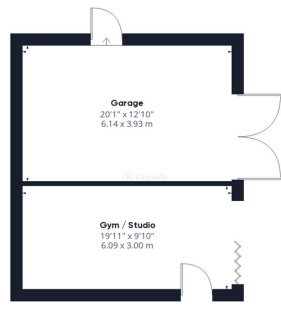 Garage
20'1" x 12'10"
6.14 x 3.93 m
Gym / Studio
19'11" x 9'10"
6.09 x 3.00 m